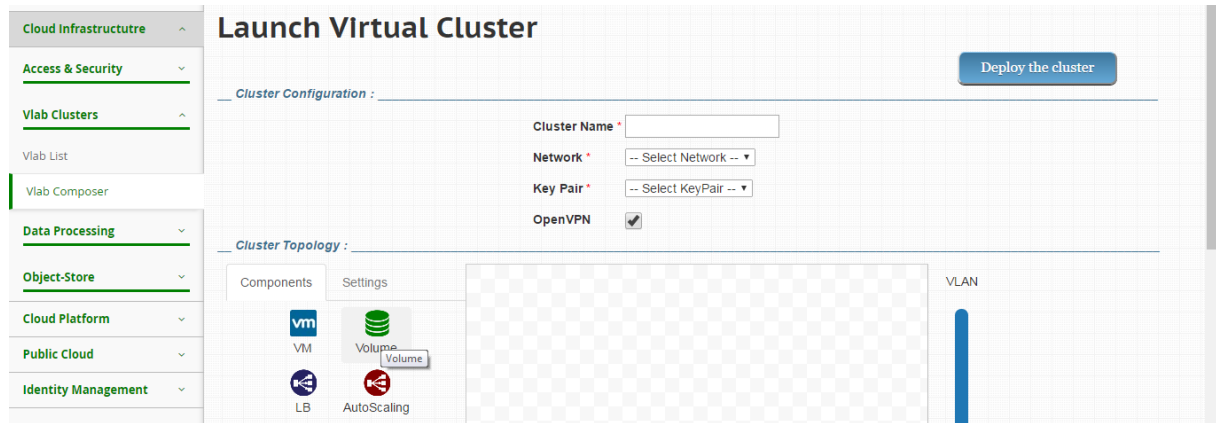 Cloud Infrastructutre
Access & Security
Vlab Clusters
Vlab List
Vlab Composer
Data Processing
Object-Store
Cloud Platform
Public Cloud
Identity Management
Launch Virtual Cluster
Deploy the cluster
Cluster Configuration :
Cluster Name *
Network * -- Select Network --
Key Pair * -- Select KeyPair --
OpenVPN
Cluster Topology :
Components Settings
VLAN
vm
VM Volume
Volume
LB AutoScaling